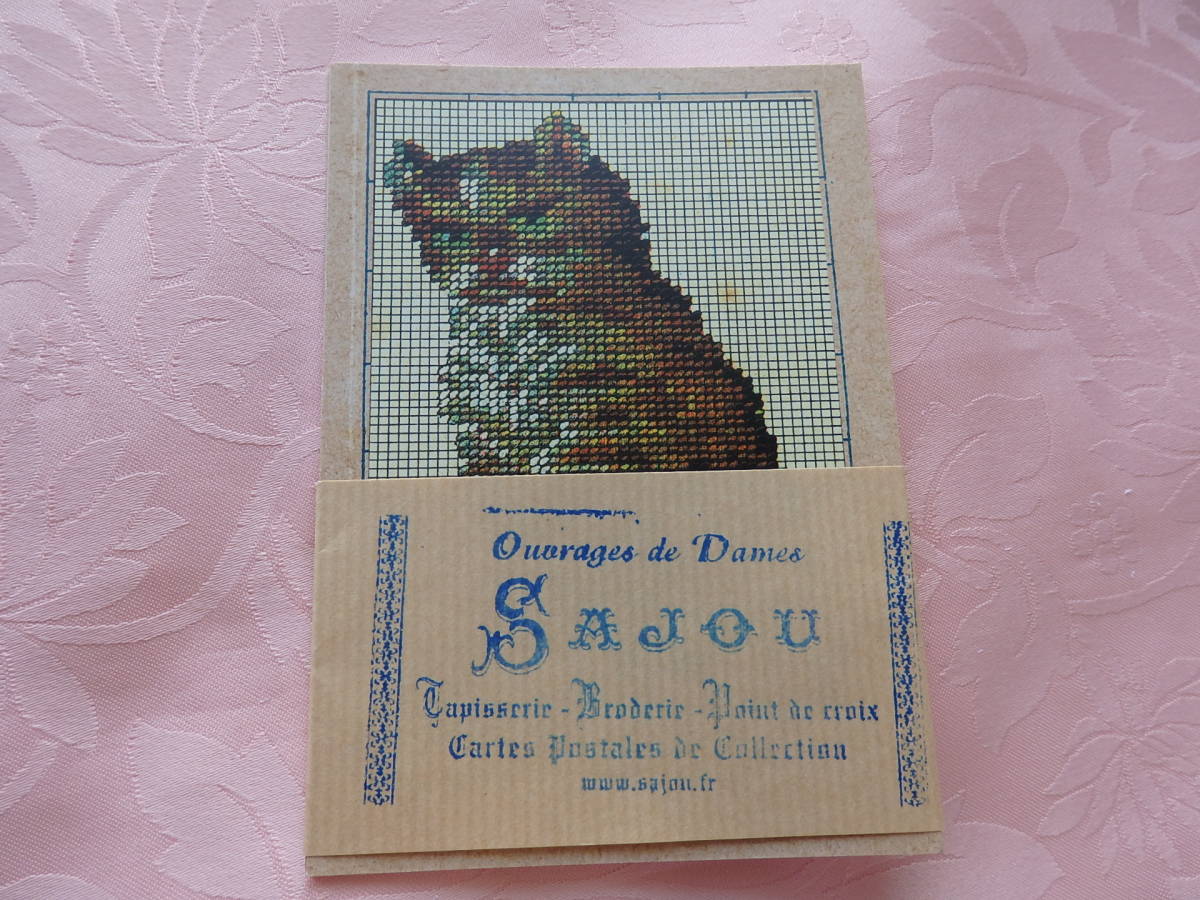 Ouvrages de Dames
SAJOU
Tapisserie - Broderie - Point de croix
Cartes Postales de Collection
www.sajou.fr